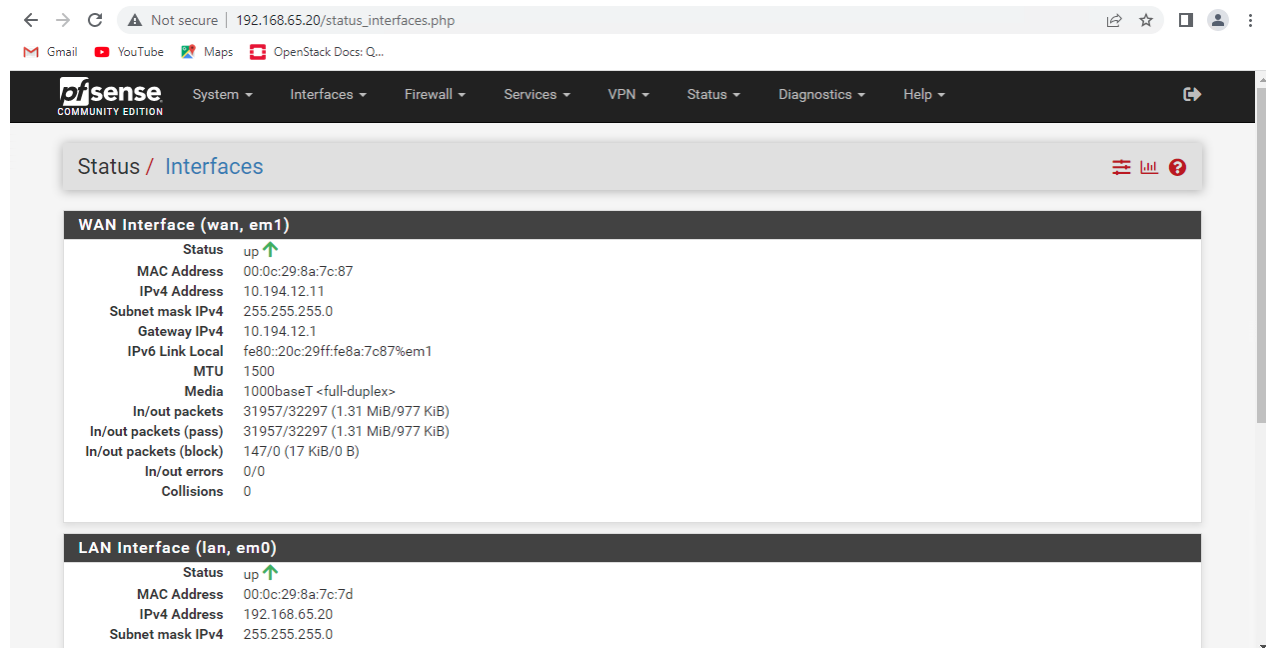 Not secure 192.168.65.20/status_interfaces.php
Gmail YouTube Maps OpenStack Docs: Q...
pfsense
COMMUNITY EDITION
System Interfaces Firewall Services VPN Status Diagnostics Help
Status / Interfaces
WAN Interface (wan, em1)
Status up
MAC Address 00:0c:29:8a:7c:87
IPv4 Address 10.194.12.11
Subnet mask IPv4 255.255.255.0
Gateway IPv4 10.194.12.1
IPv6 Link Local fe80::20c:29ff:fe8a:7c87%em1
MTU 1500
Media 1000baseT <full-duplex>
In/out packets 31957/32297 (1.31 MiB/977 KiB)
In/out packets (pass) 31957/32297 (1.31 MiB/977 KiB)
In/out packets (block) 147/0 (17 KiB/0 B)
In/out errors 0/0
Collisions 0
LAN Interface (lan, em0)
Status up
MAC Address 00:0c:29:8a:7c:7d
IPv4 Address 192.168.65.20
Subnet mask IPv4 255.255.255.0